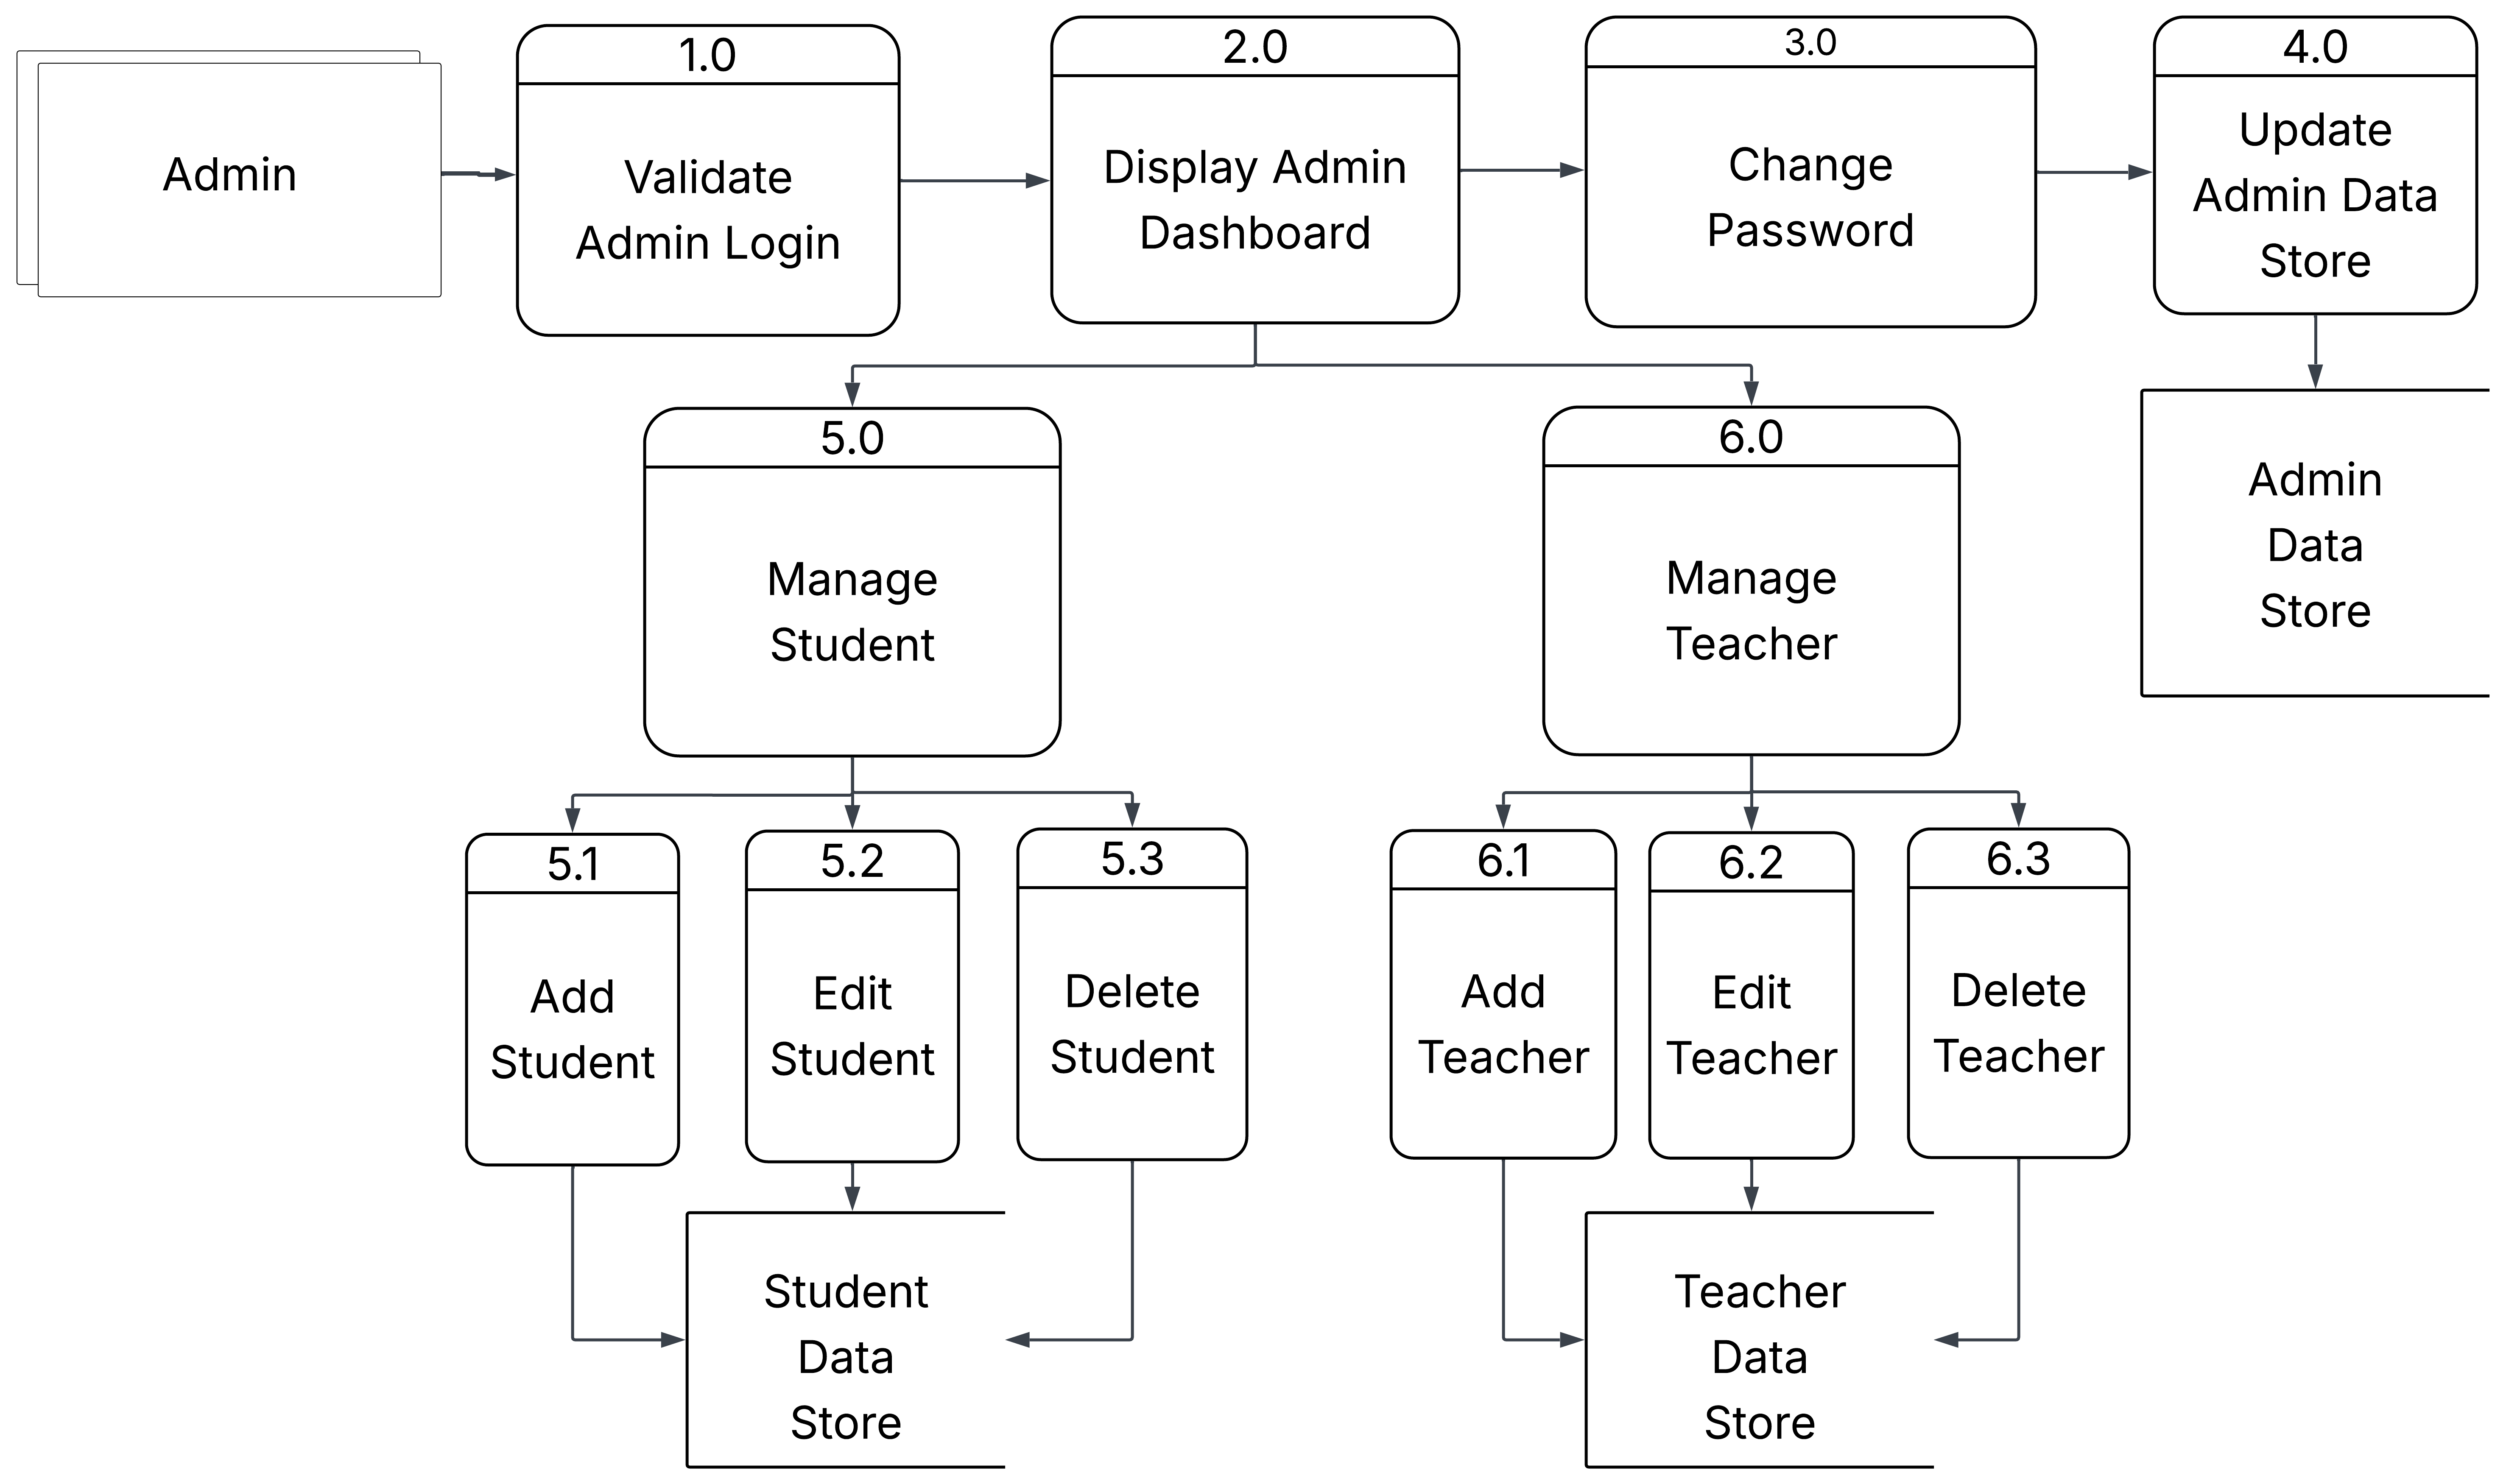 Admin
1.0
Validate
Admin Login
2.0
Display Admin
Dashboard
3.0
Change
Password
4.0
Update
Admin Data
Store
Admin
Data
Store
5.0
Manage
Student
6.0
Manage
Teacher
5.1
Add
Student
5.2
Edit
Student
5.3
Delete
Student
6.1
Add
Teacher
6.2
Edit
Teacher
6.3
Delete
Teacher
Student
Data
Store
Teacher
Data
Store